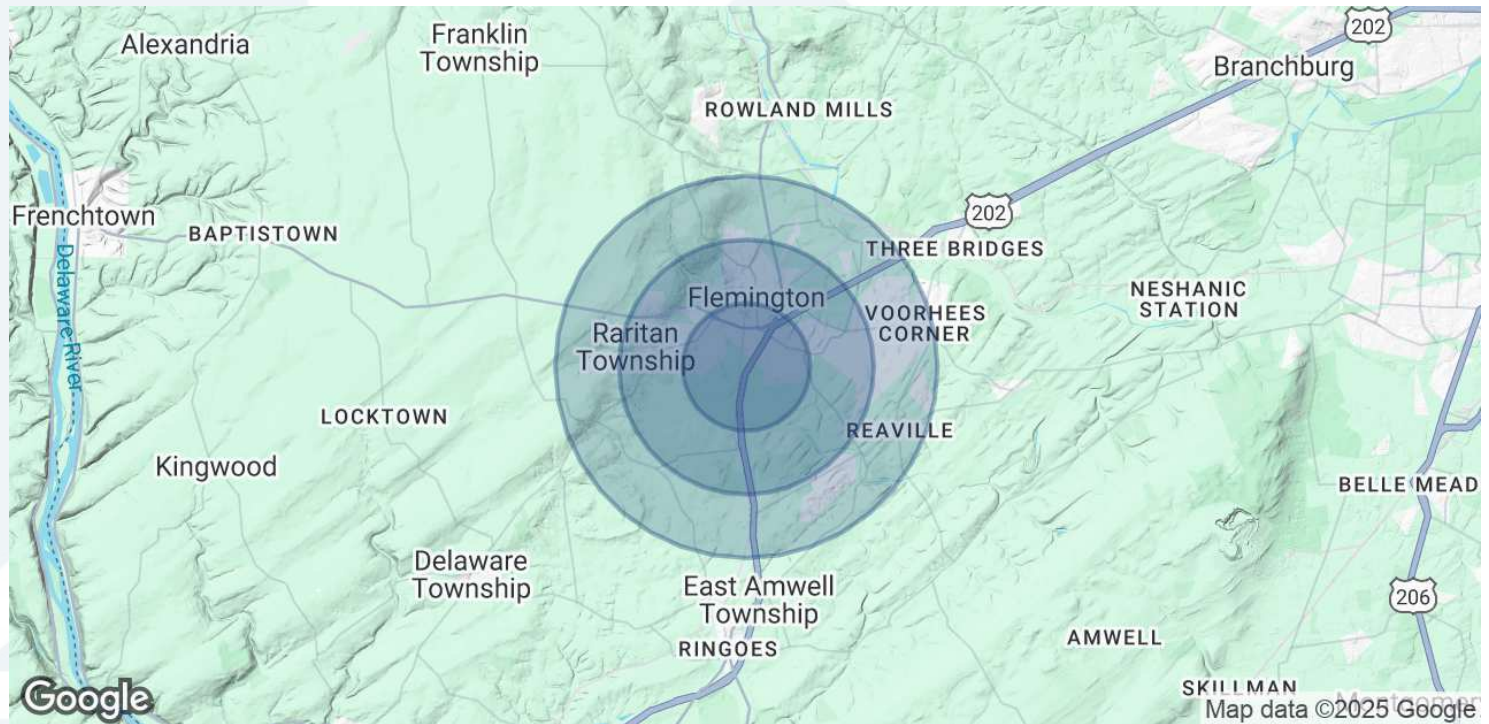 202
Alexandria
Franklin
Township
Branchburg
ROWLAND MILLS
Frenchtown
BAPTISTOWN
202
THREE BRIDGES
Delaware River
Flemington
NESHANIC
STATION
VOORHEES
CORNER
Raritan
Township
LOCKTOWN
REAVILLE
Kingwood
BELLE MEAD
Delaware
Township
East Amwell
Township
206
AMWELL
RINGOES
SKILLMAN
Montgomery
Google
Map data ©2025 Google